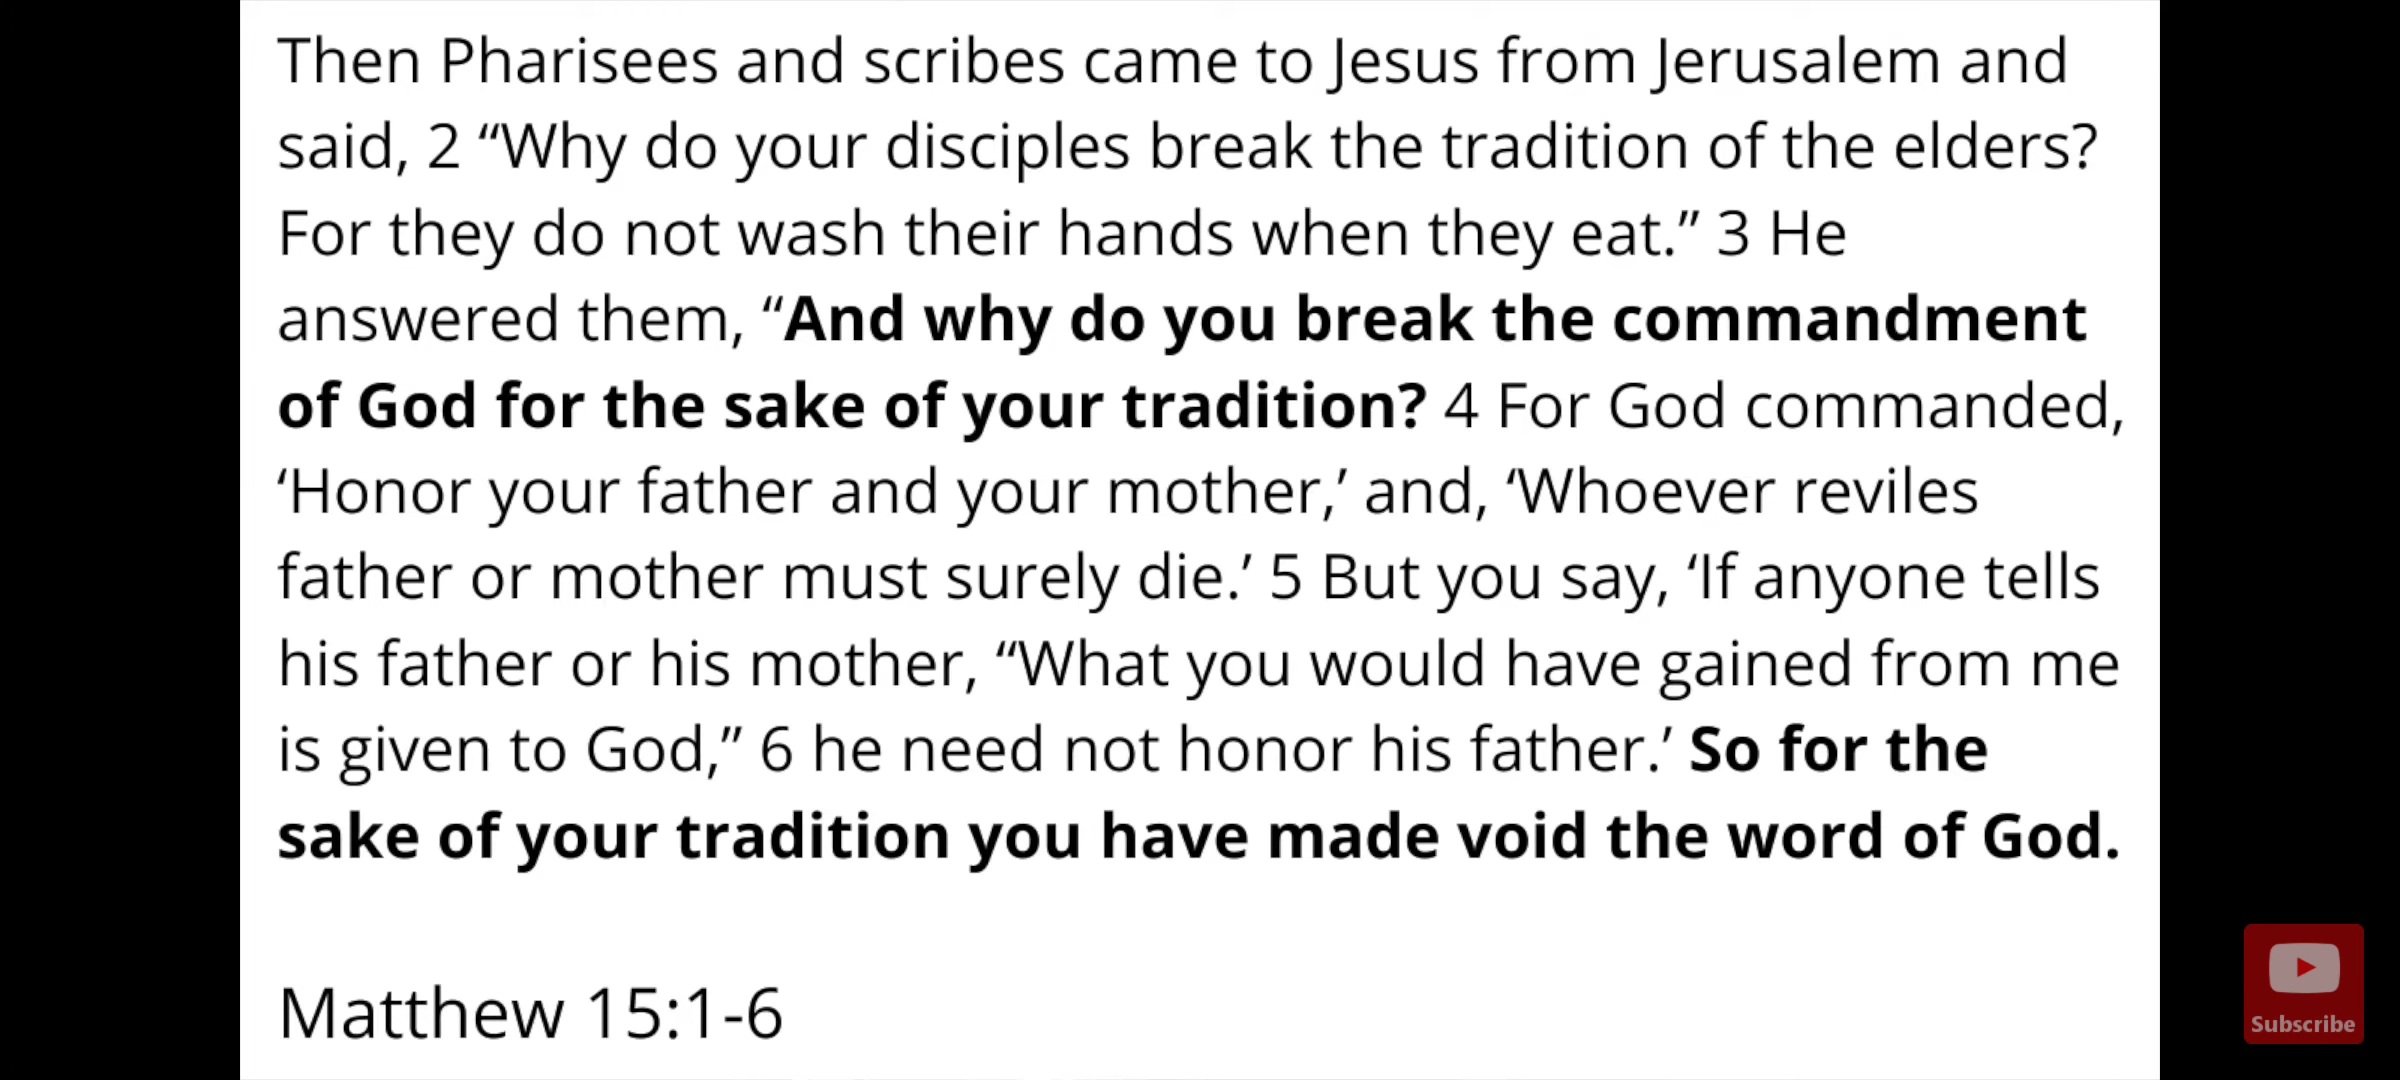 Then Pharisees and scribes came to Jesus from Jerusalem and
said, 2 “Why do your disciples break the tradition of the elders?
For they do not wash their hands when they eat.” 3 He
answered them, “And why do you break the commandment
of God for the sake of your tradition? 4 For God commanded,
‘Honor your father and your mother,’ and, ‘Whoever reviles
father or mother must surely die.’ 5 But you say, ‘If anyone tells
his father or his mother, “What you would have gained from me
is given to God,” 6 he need not honor his father.’ So for the
sake of your tradition you have made void the word of God.
Matthew 15:1-6
Subscribe